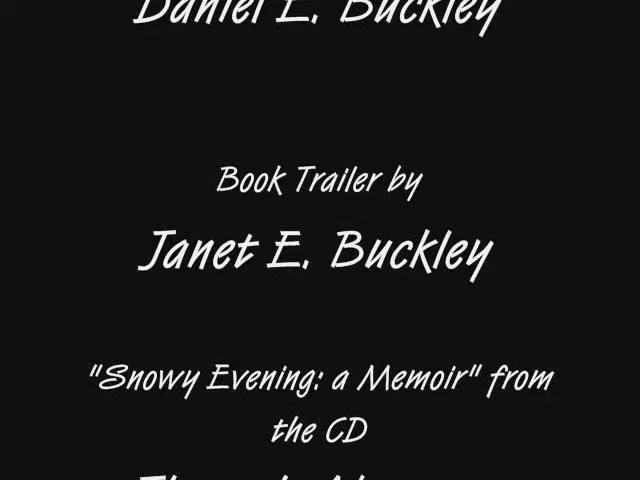 Daniel E. Buckley
Book Trailer by
Janet E. Buckley
"Snowy Evening: a Memoir" from
the CD